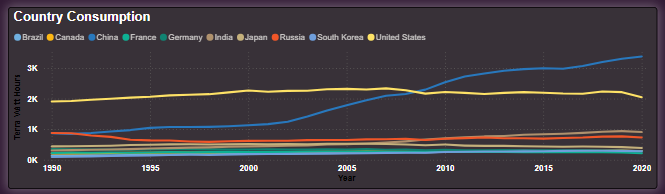 Country Consumption
Brazil Canada China France Germany India Japan Russia South Korea United States
Terra Watt Hours
3K
2K
1K
0K
1990 1995 2000 2005 2010 2015 2020
Year